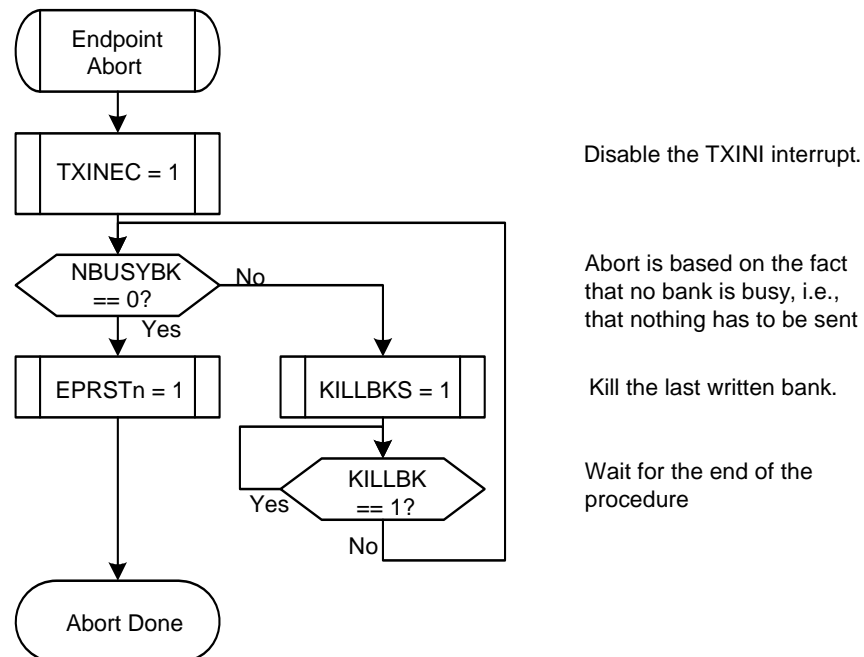 Endpoint
Abort
TXINEC = 1
Disable the TXINI interrupt.
NBUSYBK
== 0?
No
Yes
Abort is based on the fact
that no bank is busy, i.e.,
that nothing has to be sent
EPRSTn = 1
KILLBKS = 1
Kill the last written bank.
KILLBK
== 1?
Yes
No
Wait for the end of the
procedure
Abort Done